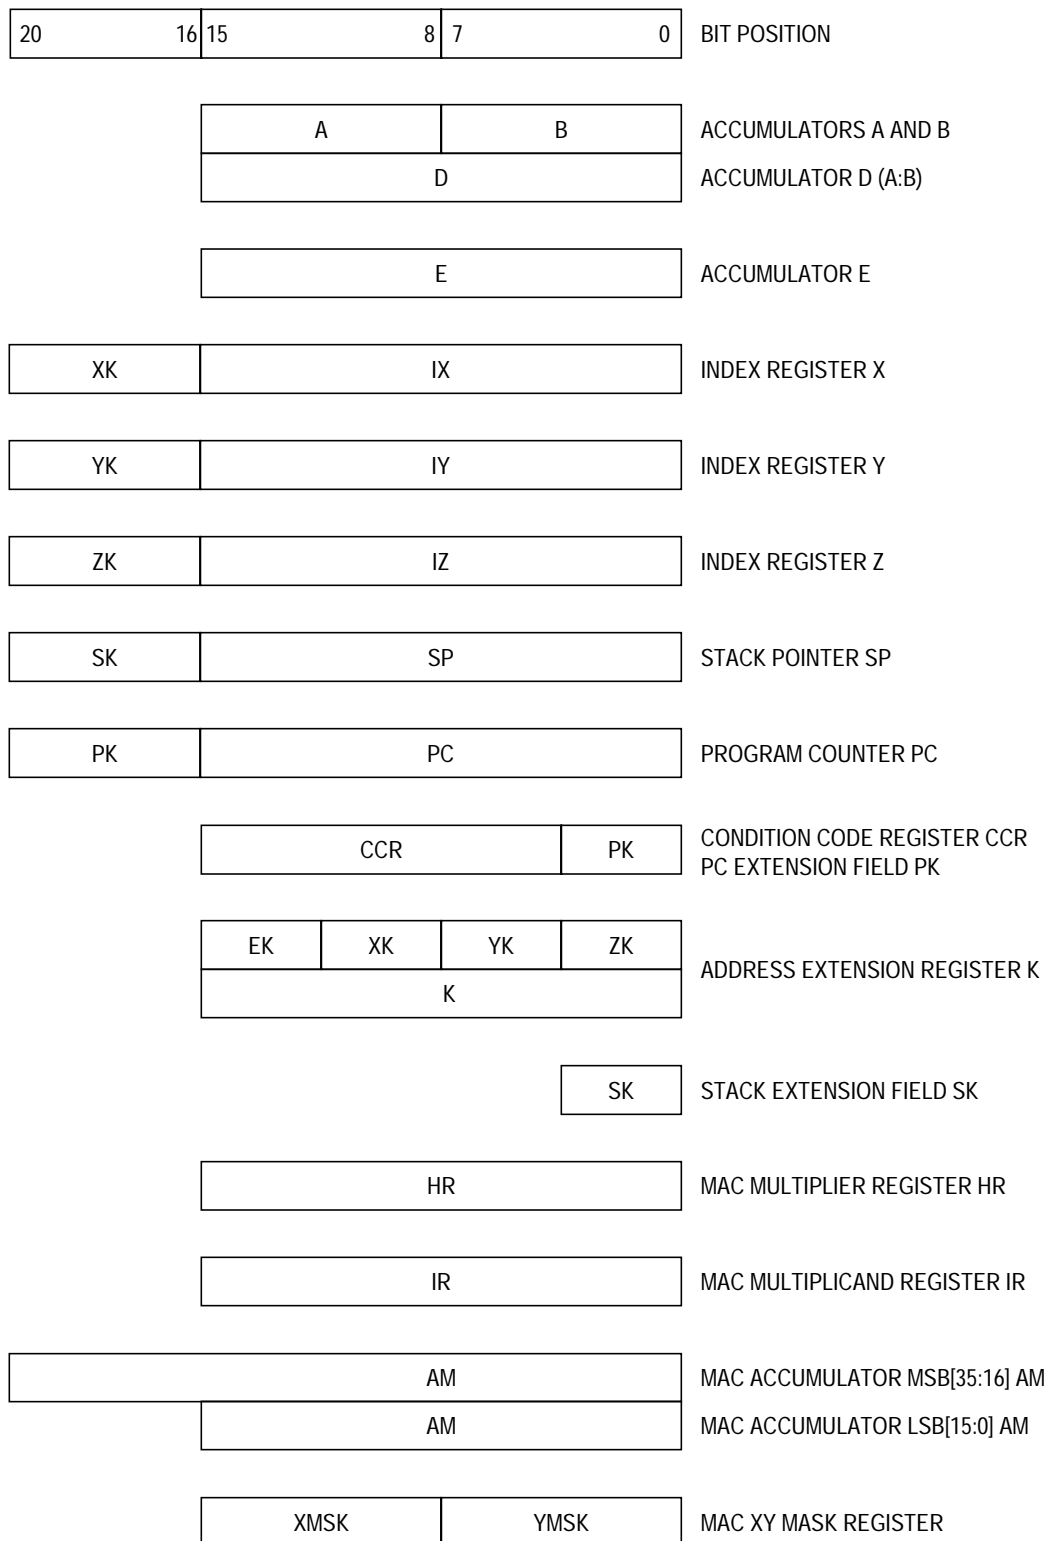 20 16 15 8 7 0 BIT POSITION
A B ACCUMULATORS A AND B
D ACCUMULATOR D (A:B)
E ACCUMULATOR E
XK IX INDEX REGISTER X
YK IY INDEX REGISTER Y
ZK IZ INDEX REGISTER Z
SK SP STACK POINTER SP
PK PC PROGRAM COUNTER PC
CCR PK CONDITION CODE REGISTER CCR
PC EXTENSION FIELD PK
EK XK YK ZK
ADDRESS EXTENSION REGISTER K
K
SK STACK EXTENSION FIELD SK
HR MAC MULTIPLIER REGISTER HR
IR MAC MULTIPLICAND REGISTER IR
AM MAC ACCUMULATOR MSB[35:16] AM
AM MAC ACCUMULATOR LSB[15:0] AM
XMSK YMSK MAC XY MASK REGISTER